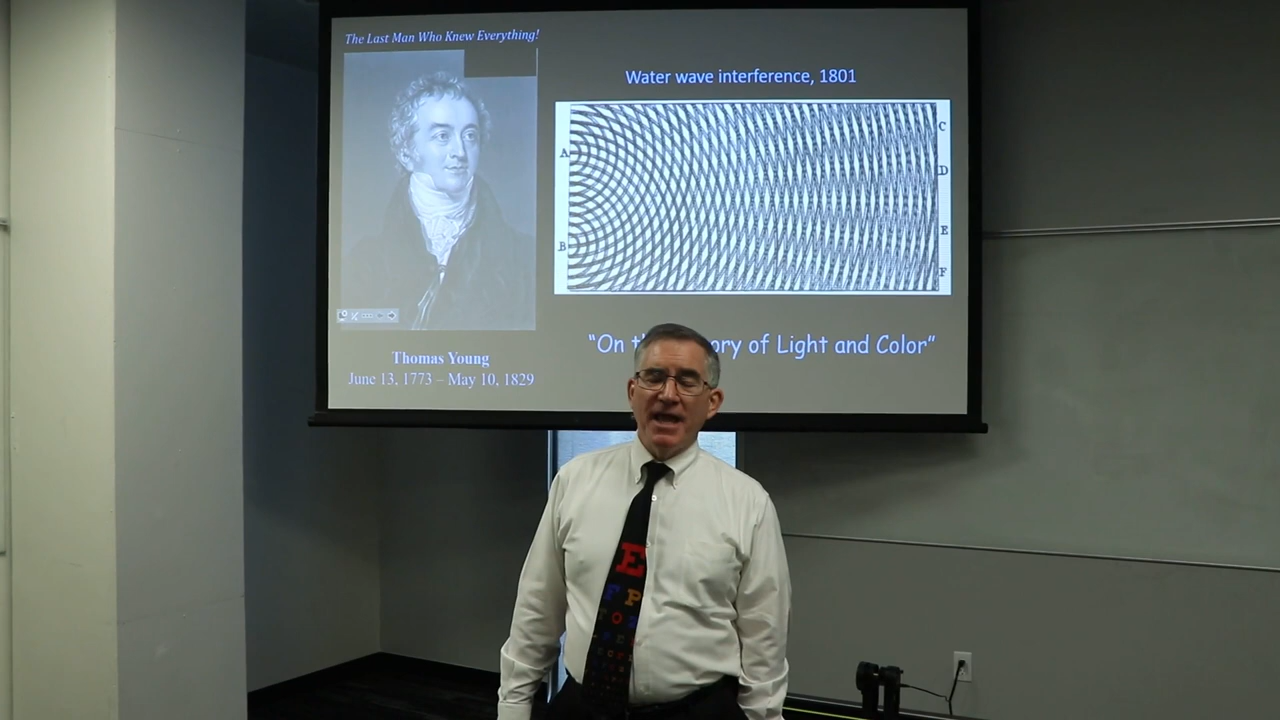 The Last Man Who Knew Everything!
Water wave interference, 1801
A
B
C
D
E
F
Thomas Young
June 13, 1773 – May 10, 1829
“On ory of Light and Color”
E
F P
T O Z